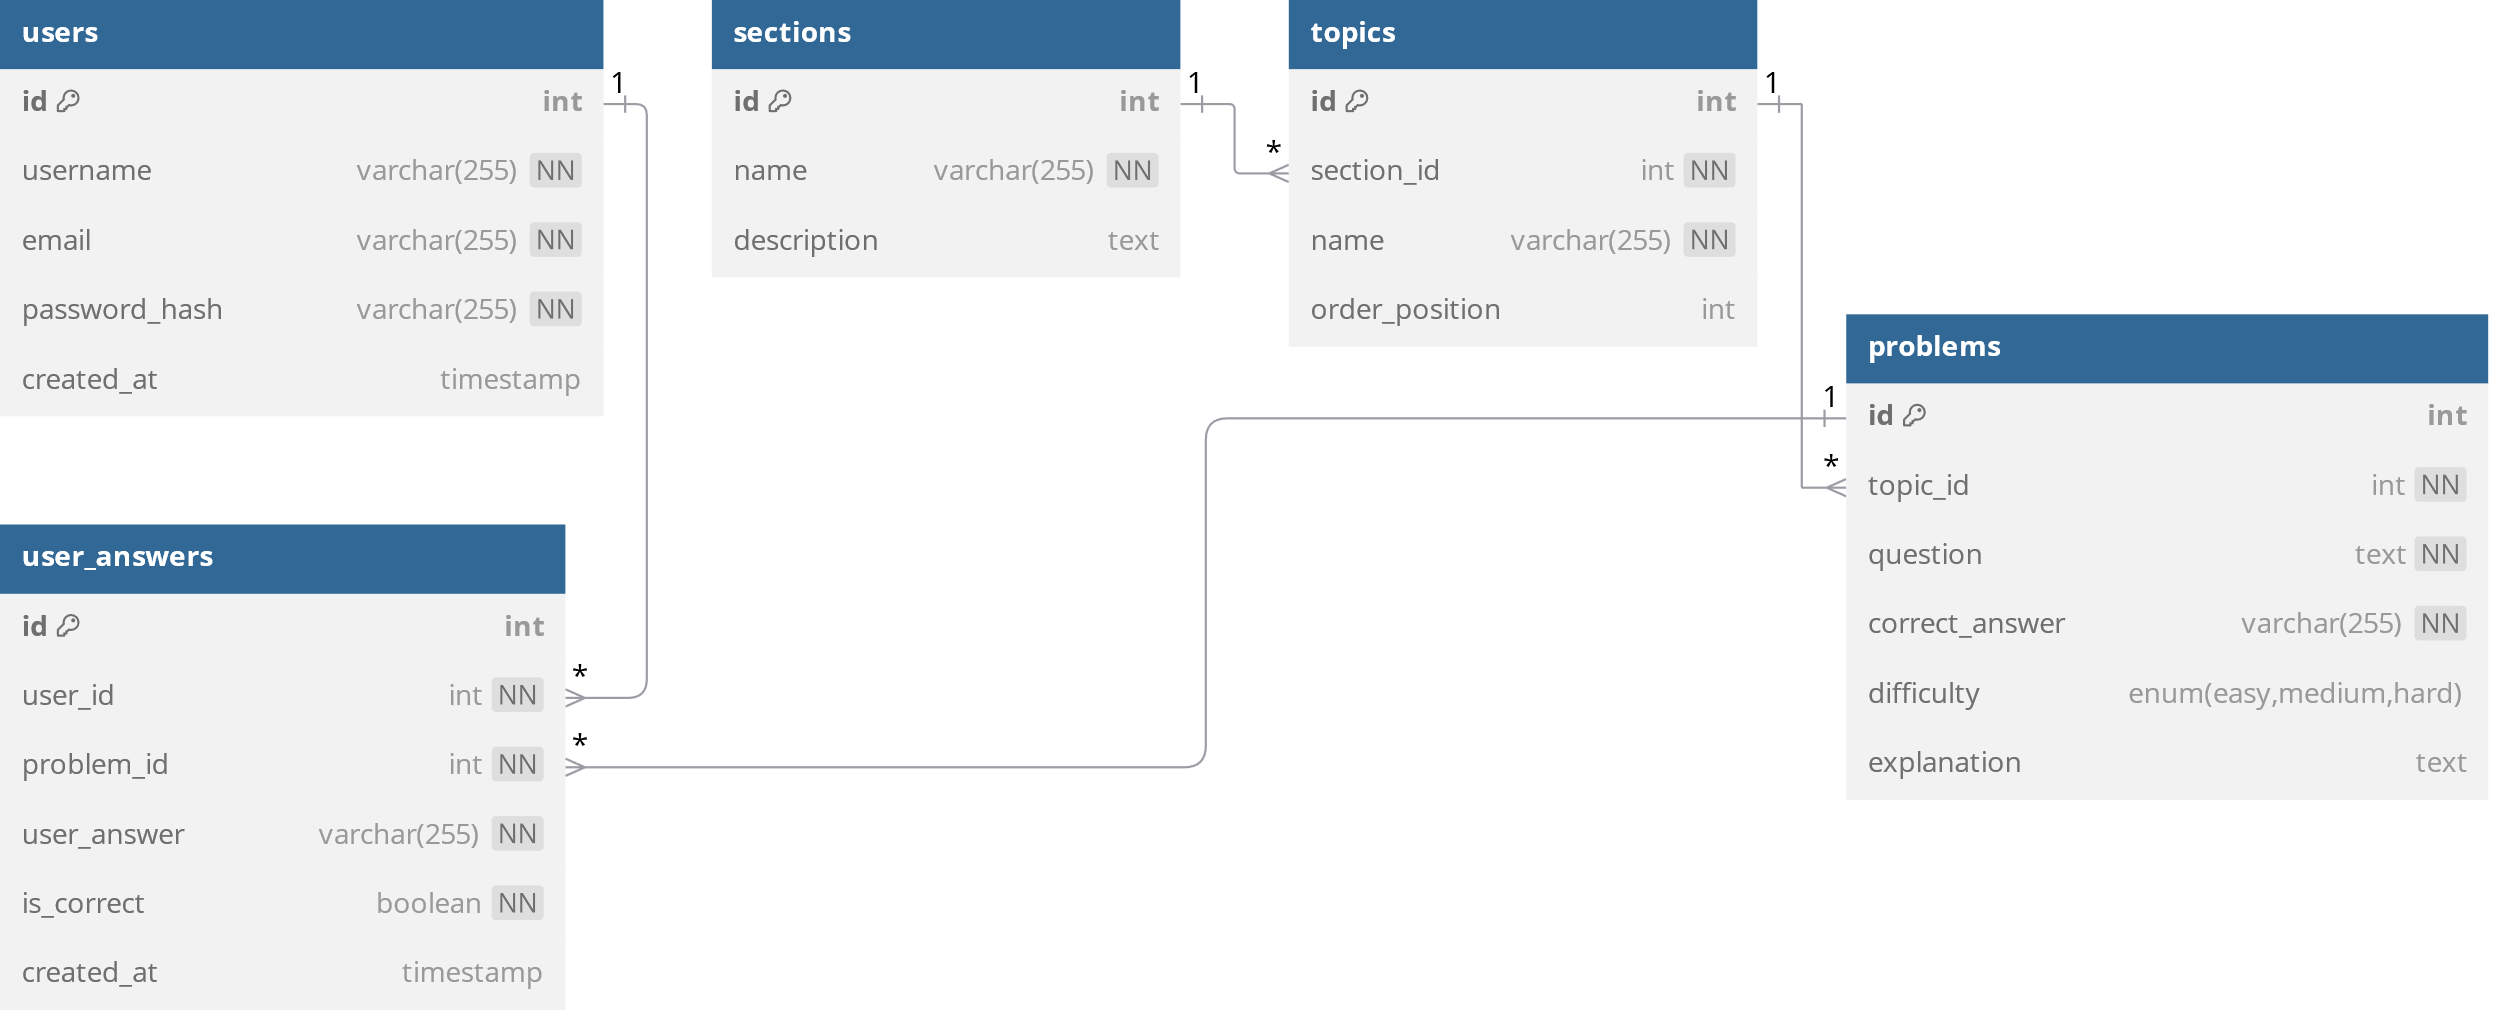 users
id int
username varchar(255) NN
email varchar(255) NN
password_hash varchar(255) NN
created_at timestamp
1
sections
id int
name varchar(255) NN
description text
1
*
topics
id int
section_id int NN
name varchar(255) NN
order_position int
1
problems
1
id int
*
topic_id int NN
question text NN
correct_answer varchar(255) NN
difficulty enum(easy,medium,hard)
explanation text
user_answers
id int
*
user_id int NN
*
problem_id int NN
user_answer varchar(255) NN
is_correct boolean NN
created_at timestamp